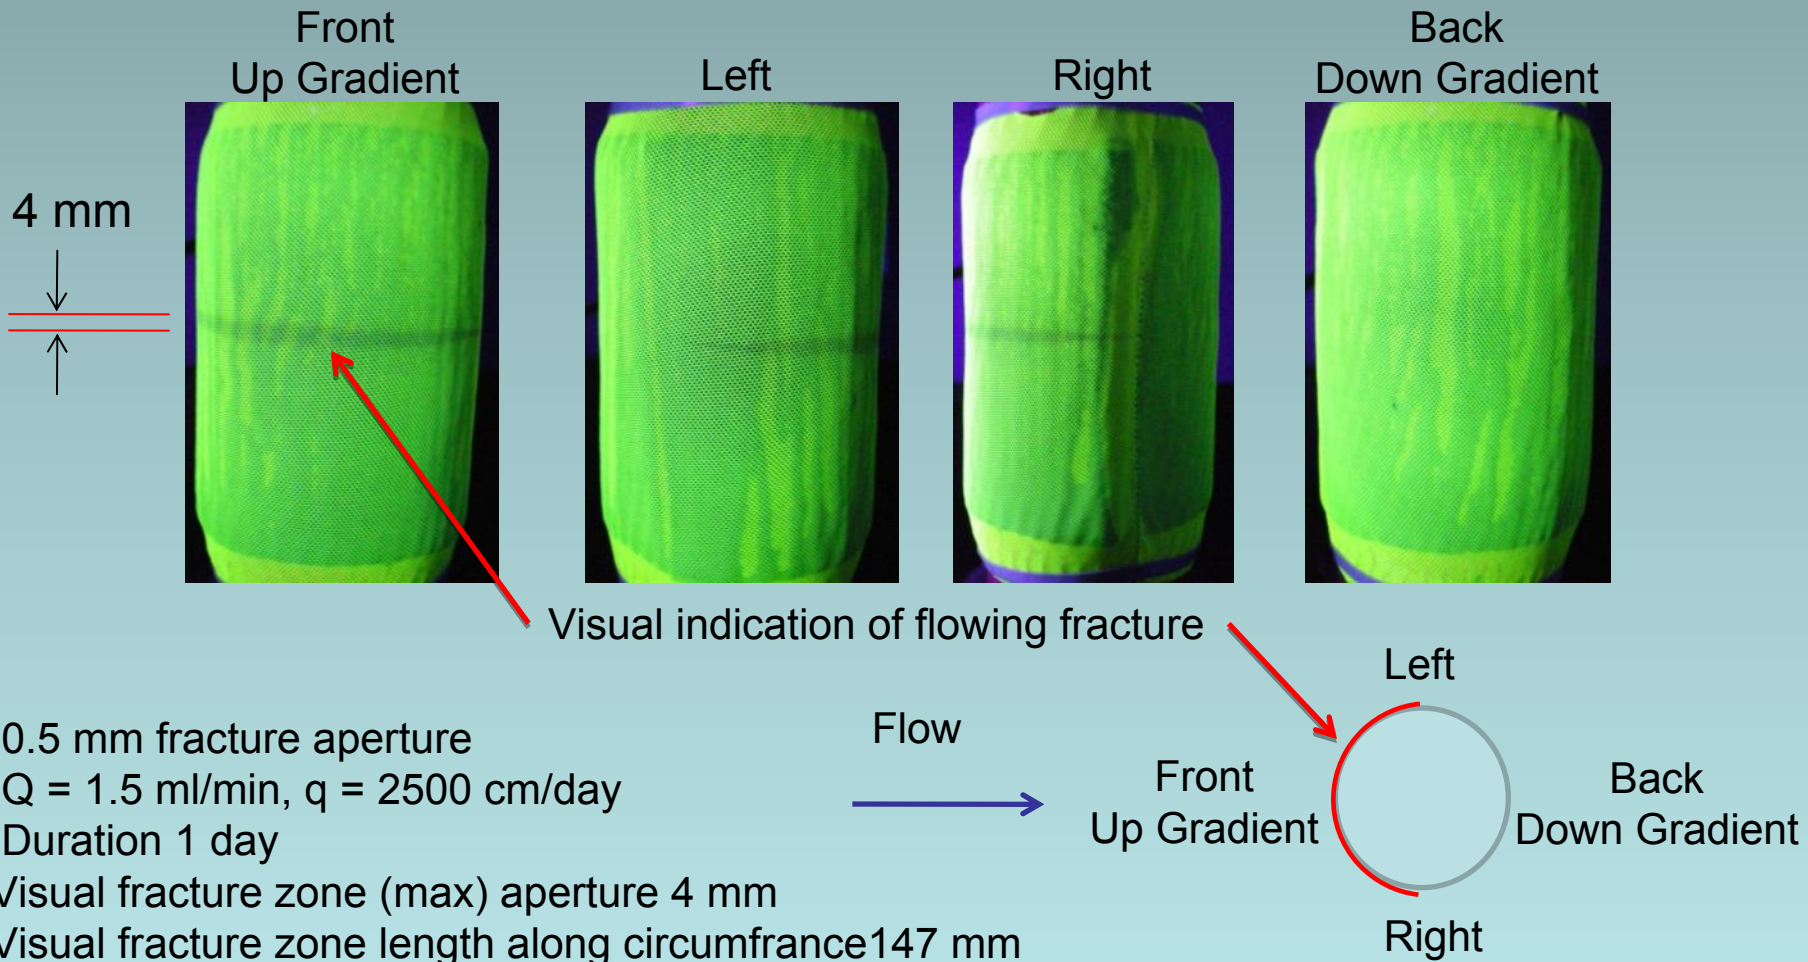 Front
Up Gradient
Left
Right
Back
Down Gradient
4 mm
Visual indication of flowing fracture
0.5 mm fracture aperture
Q = 1.5 ml/min, q = 2500 cm/day
Duration 1 day
Visual fracture zone (max) aperture 4 mm
Visual fracture zone length along circumfrance147 mm
Flow
Left
Front
Up Gradient
Back
Down Gradient
Right